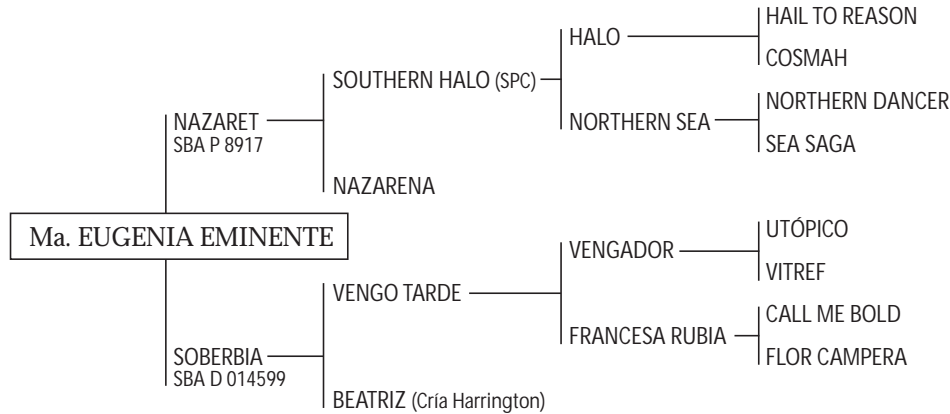 HAIL TO REASON
HALO
COSMAH
SOUTHERN HALO (SPC)
NORTHERN DANCER
NAZARET
NORTHERN SEA
SBA P 8917
SEA SAGA
NAZARENA
Ma. EUGENIA EMINENTE
UTÓPICO
VENGADOR
VITREF
VENGO TARDE
CALL ME BOLD
FRANCESA RUBIA
SOBERBIA
FLOR CAMPERA
SBA D 014599
BEATRIZ (Cría Harrington)